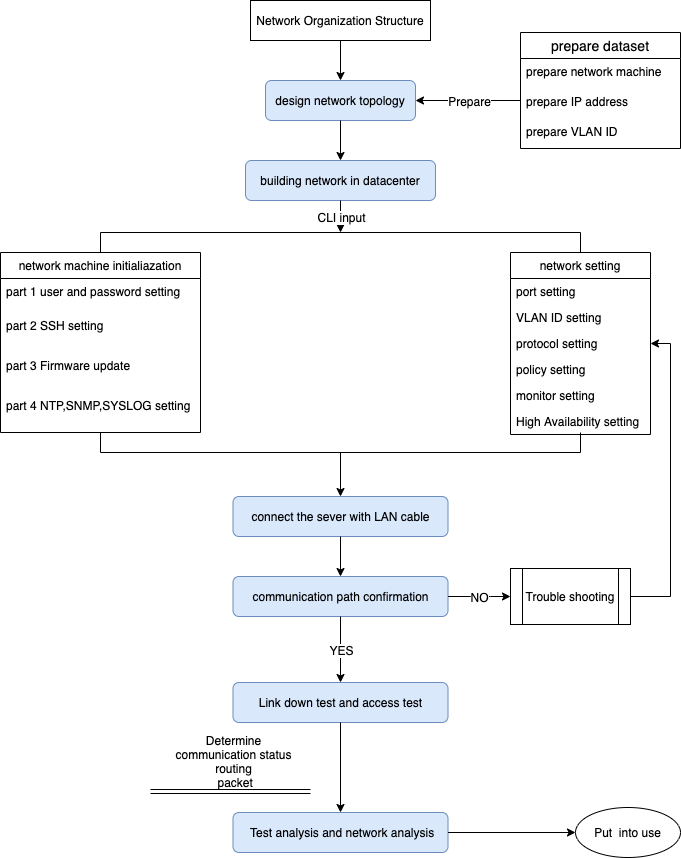 Network Organization Structure
prepare dataset
prepare network machine
prepare IP address
prepare VLAN ID
design network topology
Prepare
building network in datacenter
CLI input
network machine initialiazation
part 1 user and password setting
part 2 SSH setting
part 3 Firmware update
part 4 NTP,SNMP,SYSLOG setting
network setting
port setting
VLAN ID setting
protocol setting
policy setting
monitor setting
High Availability setting
connect the sever with LAN cable
communication path confirmation
NO
Trouble shooting
YES
Link down test and access test
Determine
communication status
routing
packet
Test analysis and network analysis
Put into use